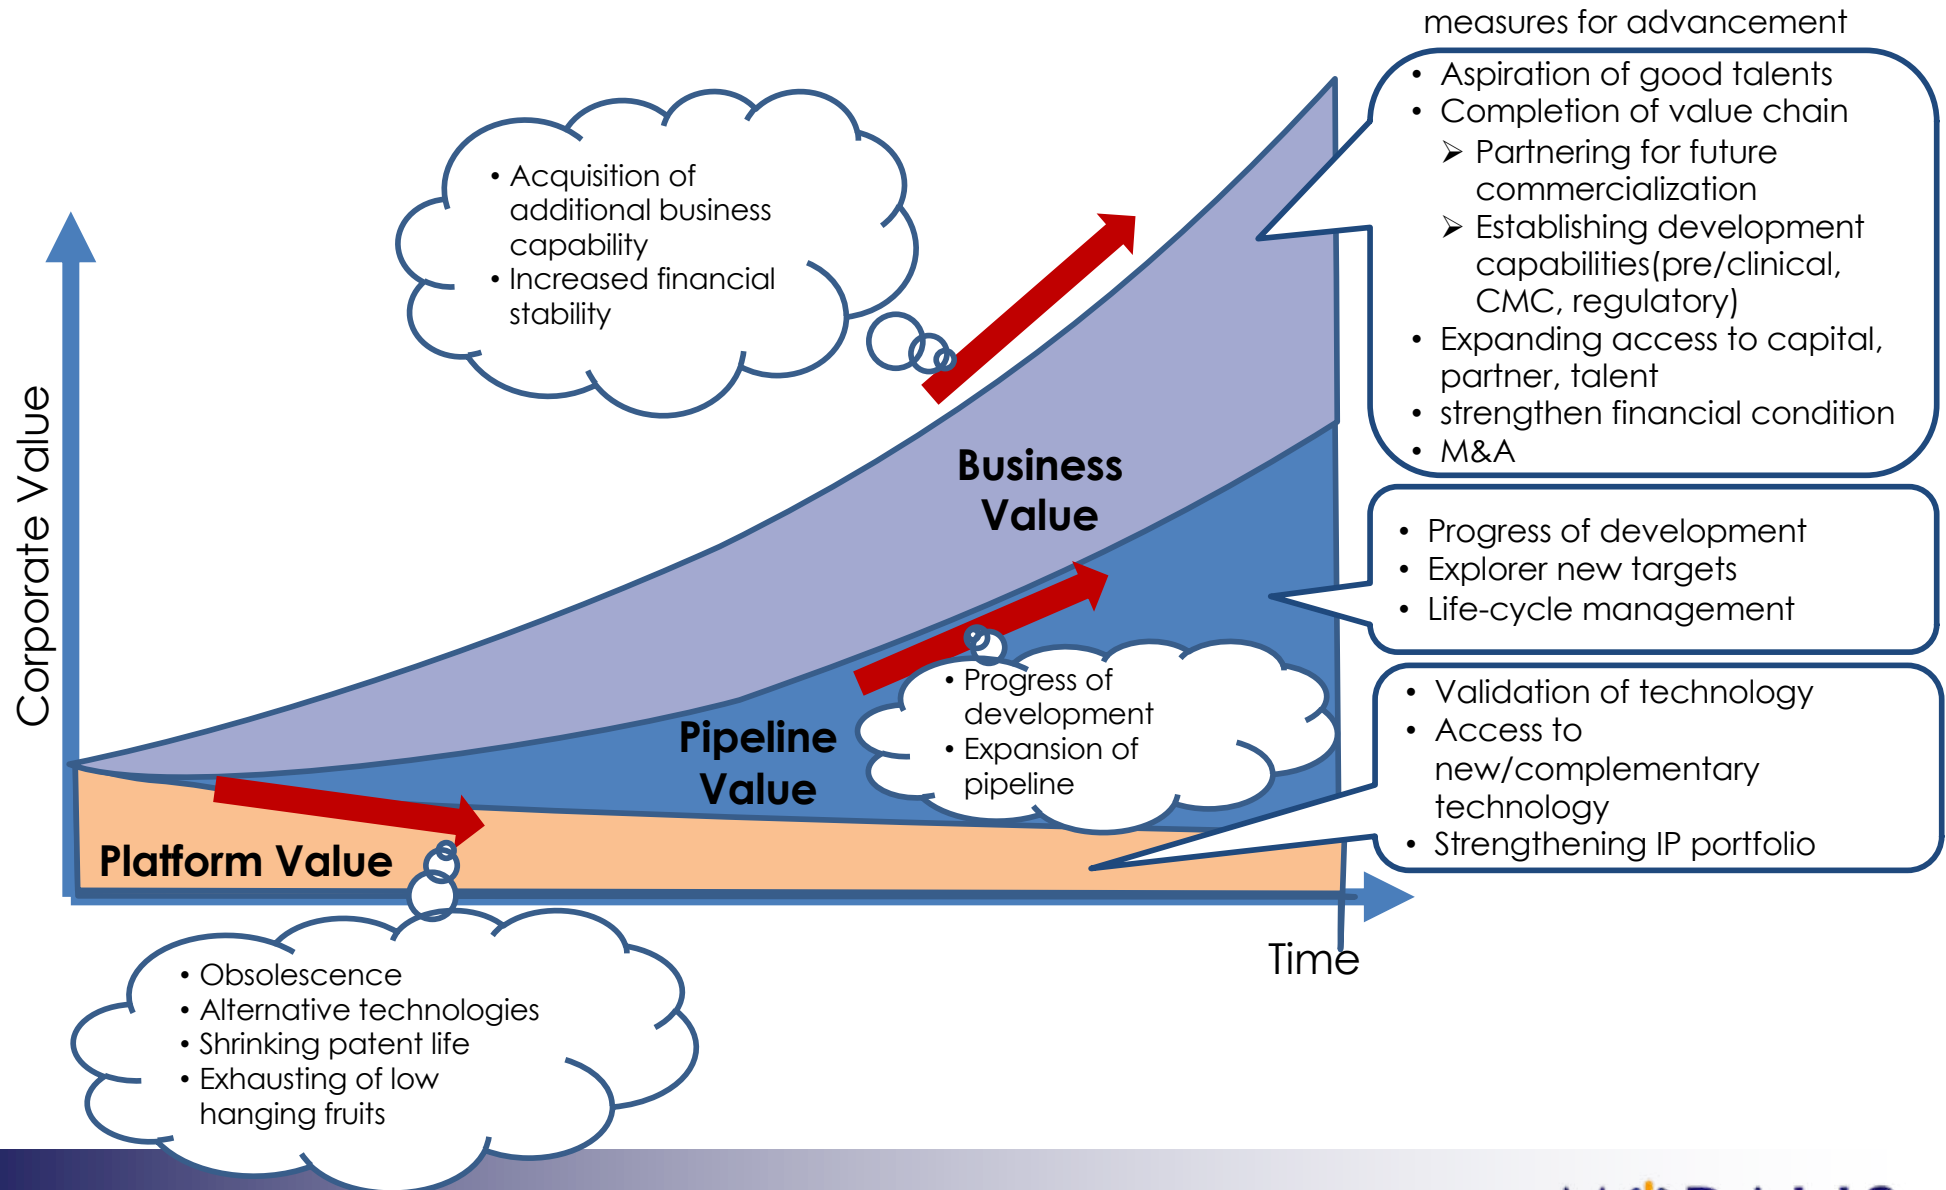 measures for advancement
• Aspiration of good talents
• Completion of value chain
➢ Partnering for future
commercialization
➢ Establishing development
capabilities(pre/clinical,
CMC, regulatory)
• Expanding access to capital,
partner, talent
• strengthen financial condition
• M&A
• Acquisition of
additional business
capability
• Increased financial
stability
Corporate Value
Business
Value
• Progress of development
• Explorer new targets
• Life-cycle management
Pipeline
Value
• Progress of
development
• Expansion of
pipeline
• Validation of technology
• Access to
new/complementary
technology
• Strengthening IP portfolio
Platform Value
Time
• Obsolescence
• Alternative technologies
• Shrinking patent life
• Exhausting of low
hanging fruits